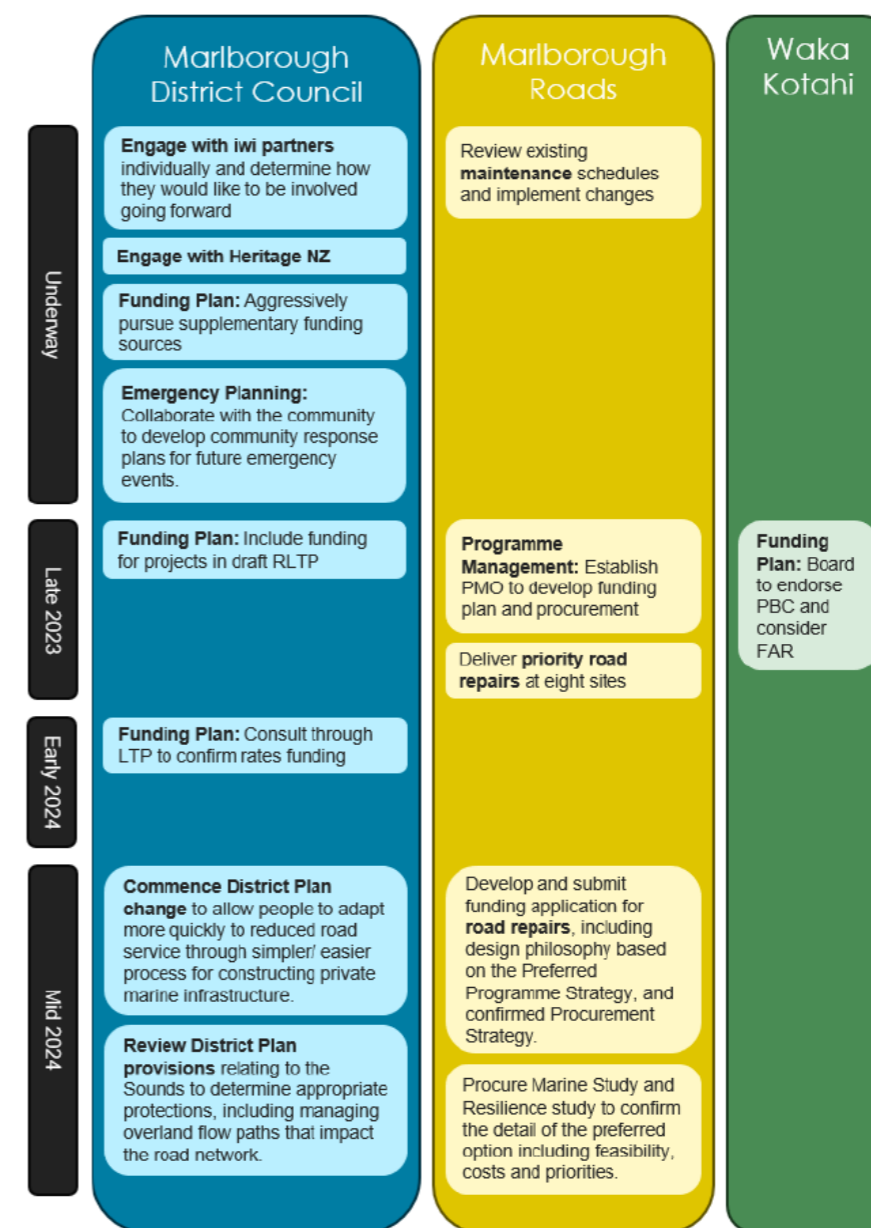 Marlborough
District Council
Marlborough
Roads
Waka
Kotahi
Underway
Engage with iwi partners
individually and determine how
they would like to be involved
going forward
Engage with Heritage NZ
Funding Plan: Aggressively
pursue supplementary funding
sources
Emergency Planning:
Collaborate with the community
to develop community response
plans for future emergency
events.
Review existing
maintenance schedules
and implement changes
Late 2023
Funding Plan: Include funding
for projects in draft RLTP
Programme
Management: Establish
PMO to develop funding
plan and procurement
Deliver priority road
repairs at eight sites
Funding
Plan: Board
to endorse
PBC and
consider
FAR
Early 2024
Funding Plan: Consult through
LTP to confirm rates funding
Mid 2024
Commence District Plan
change to allow people to adapt
more quickly to reduced road
service through simpler/ easier
process for constructing private
marine infrastructure.
Review District Plan
provisions relating to the
Sounds to determine appropriate
protections, including managing
overland flow paths that impact
the road network.
Develop and submit
funding application for
road repairs, including
design philosophy based
on the Preferred
Programme Strategy, and
confirmed Procurement
Strategy.
Procure Marine Study and
Resilience study to confirm
the detail of the preferred
option including feasibility,
costs and priorities.